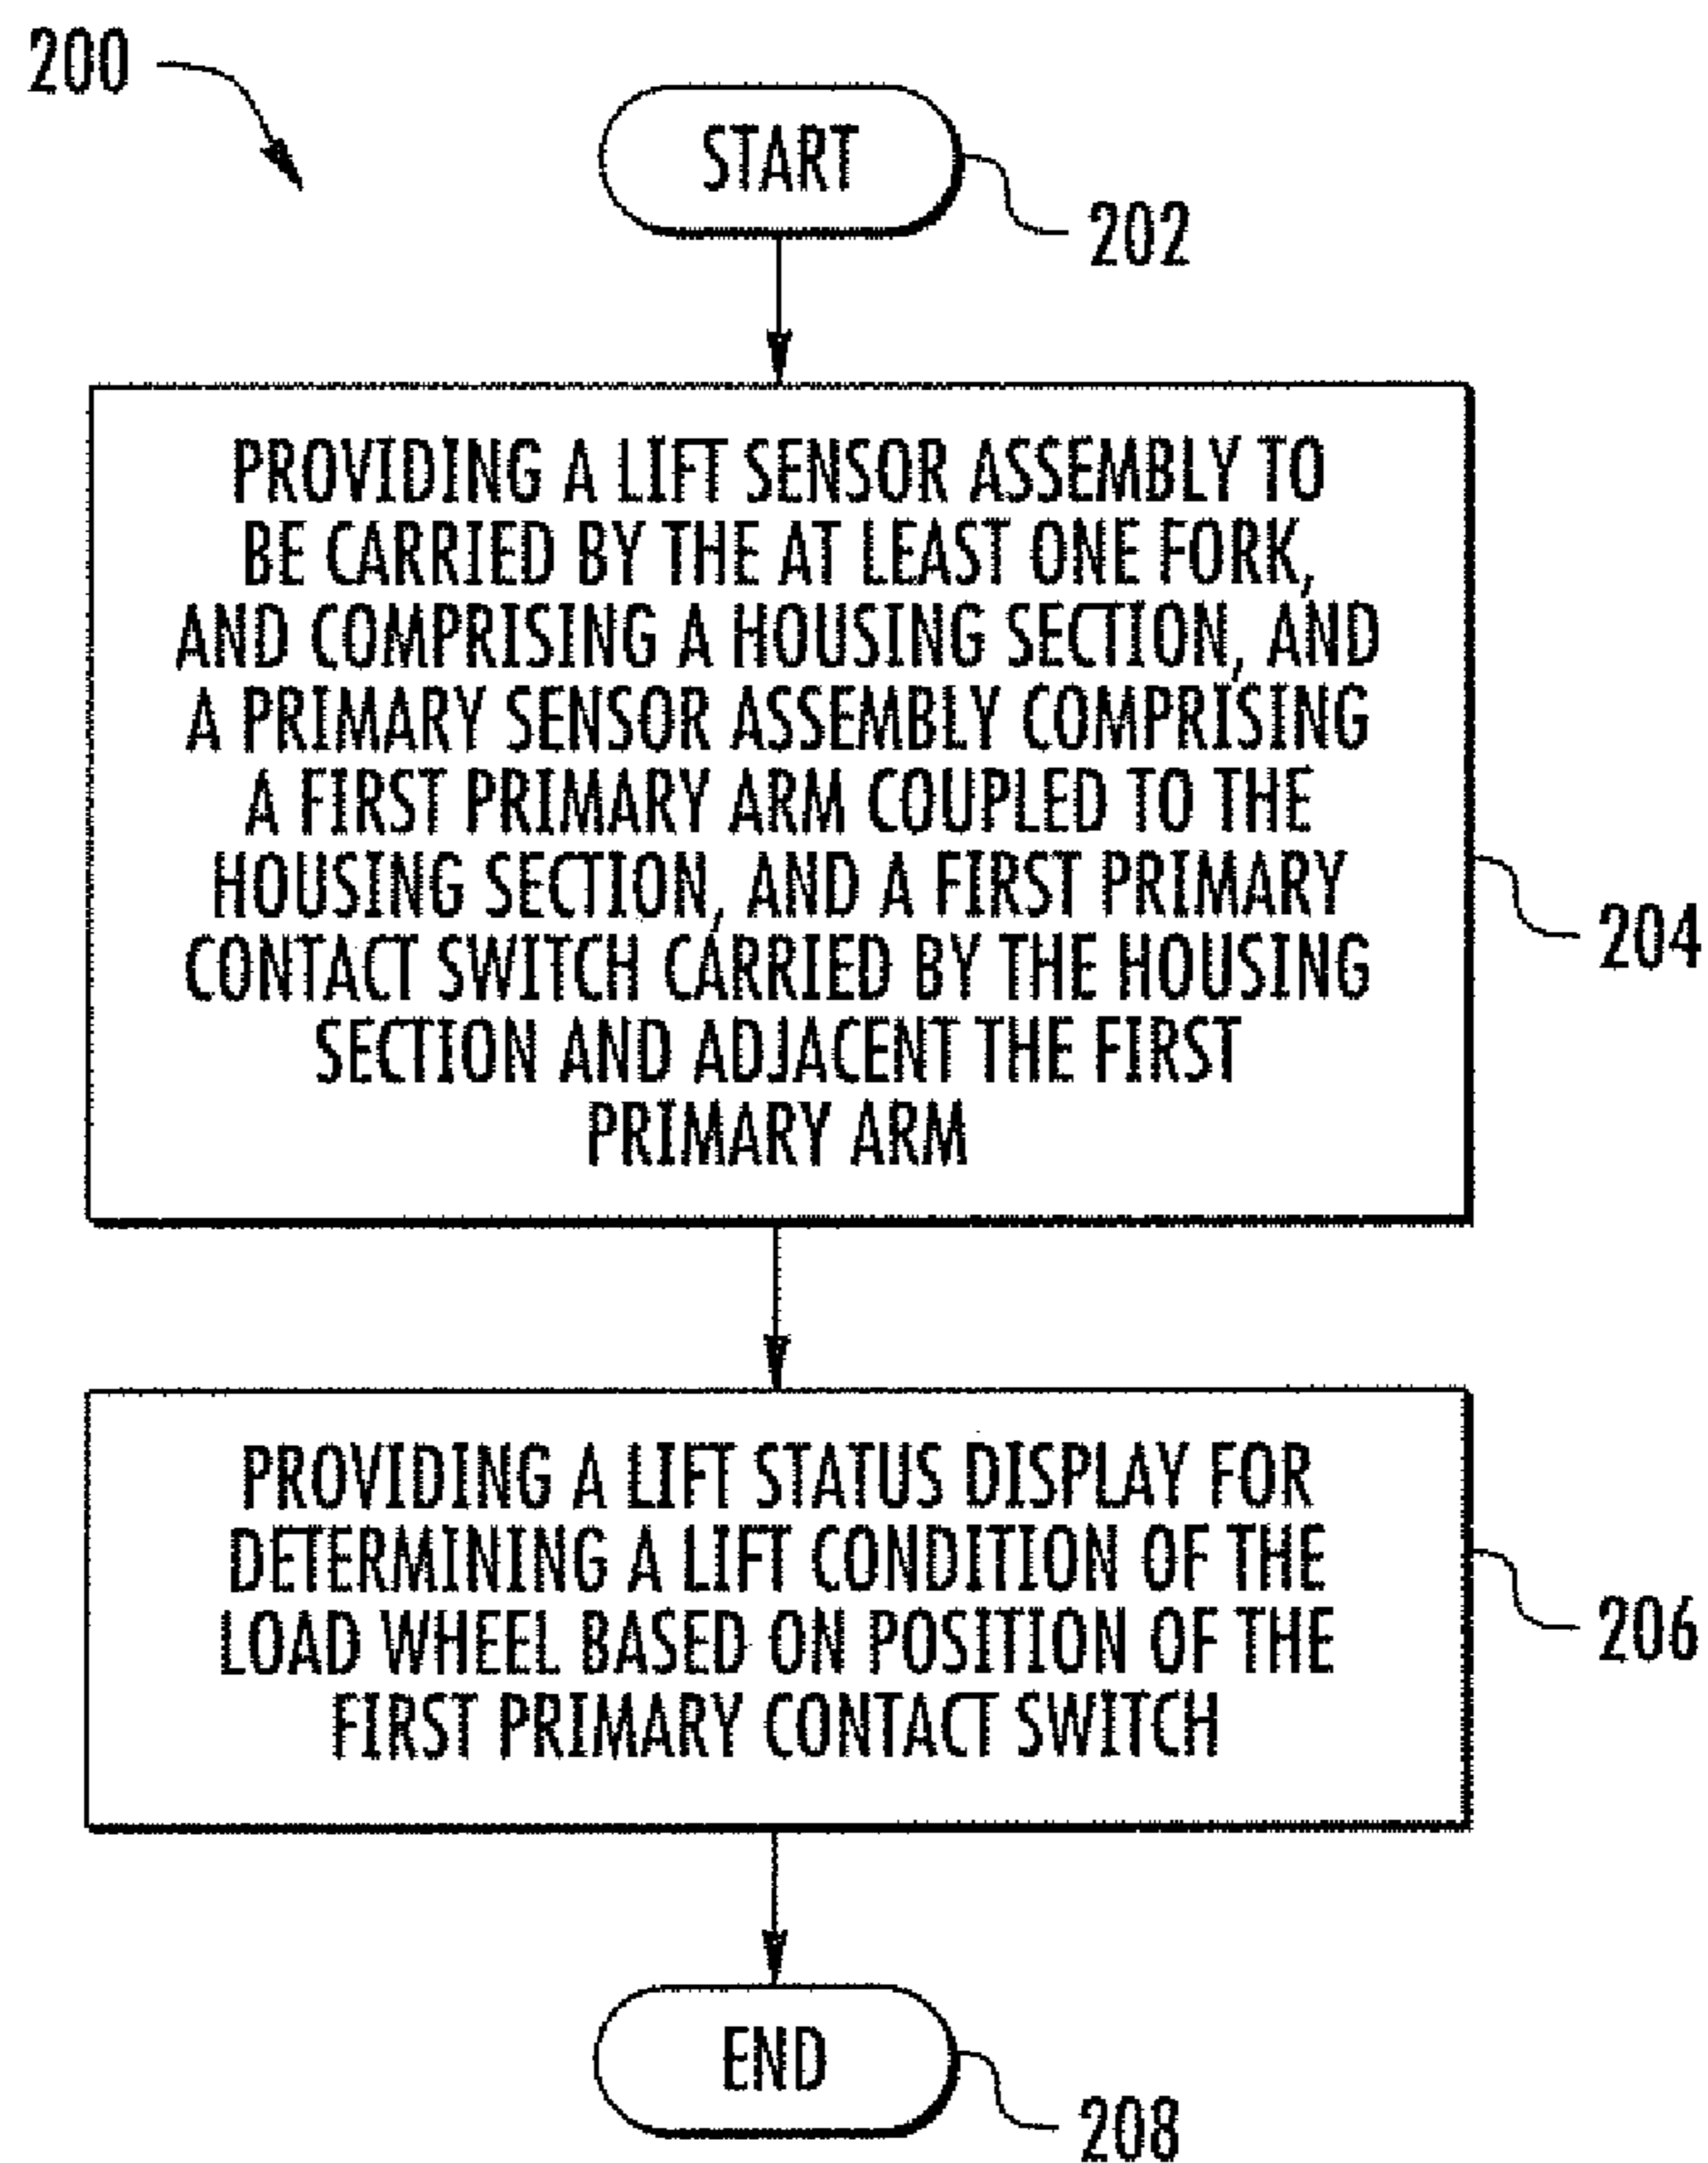 200
START
202
PROVIDING A LIFT SENSOR ASSEMBLY TO
BE CARRIED BY THE AT LEAST ONE FORK,
AND COMPRISING A HOUSING SECTION, AND
A PRIMARY SENSOR ASSEMBLY COMPRISING
A FIRST PRIMARY ARM COUPLED TO THE
HOUSING SECTION, AND A FIRST PRIMARY
CONTACT SWITCH CARRIED BY THE HOUSING
SECTION AND ADJACENT THE FIRST
PRIMARY ARM
204
PROVIDING A LIFT STATUS DISPLAY FOR
DETERMINING A LIFT CONDITION OF THE
LOAD WHEEL BASED ON POSITION OF THE
FIRST PRIMARY CONTACT SWITCH
206
END
208